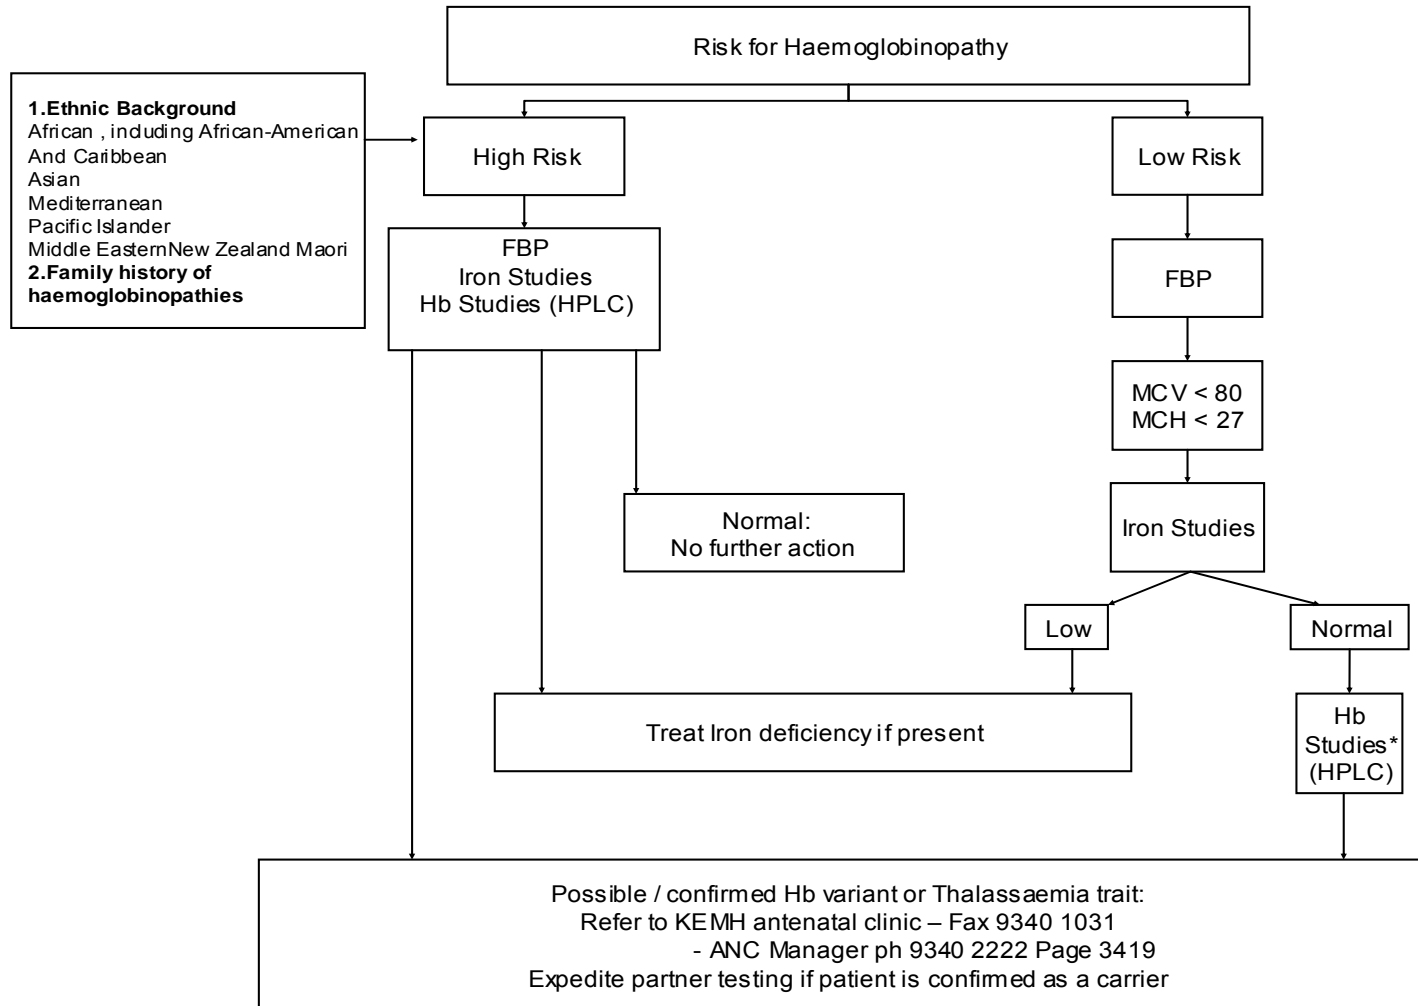 Risk for Haemoglobinopathy
1.Ethnic Background
African , including African-American
And Caribbean
Asian
Mediterranean
Pacific Islander
Middle EasternNew Zealand Maori
2.Family history of
haemoglobinopathies
High Risk
Low Risk
FBP
Iron Studies
Hb Studies (HPLC)
FBP
MCV < 80
MCH < 27
Normal:
No further action
Iron Studies
Low
Normal
Treat Iron deficiency if present
Hb
Studies*
(HPLC)
Possible / confirmed Hb variant or Thalassaemia trait:
Refer to KEMH antenatal clinic – Fax 9340 1031
- ANC Manager ph 9340 2222 Page 3419
Expedite partner testing if patient is confirmed as a carrier